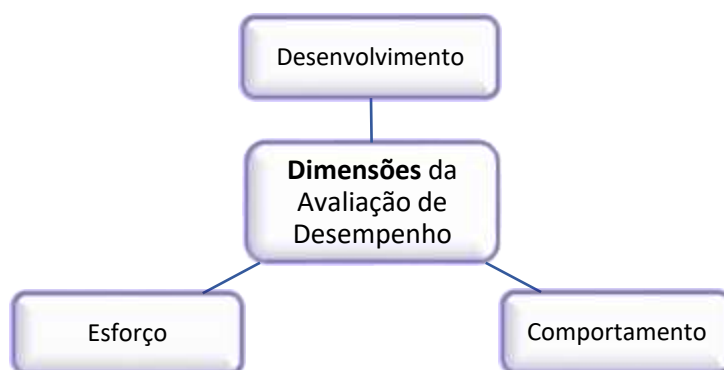 Desenvolvimento
Dimensões da
Avaliação de
Desempenho
Esforço
Comportamento